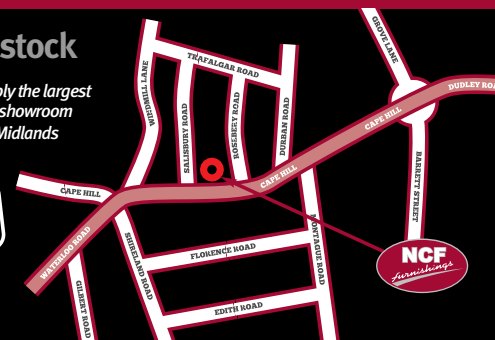 stock
ply the largest
showroom
Midlands
WINDMILL LANE
TRAFALGAR ROAD
SALISBURY ROAD
ROSEBERY ROAD
DURBAN ROAD
GROVE LANE
DUDLEY ROA
CAPE HILL
CAPE HILL
CAPE HILL
BARRETT STREET
WATERLOO ROAD
SHIRELAND ROAD
GILBERT ROAD
FLORENCE ROAD
MONTAGUE ROAD
EDITH ROAD
NCF
furnishings